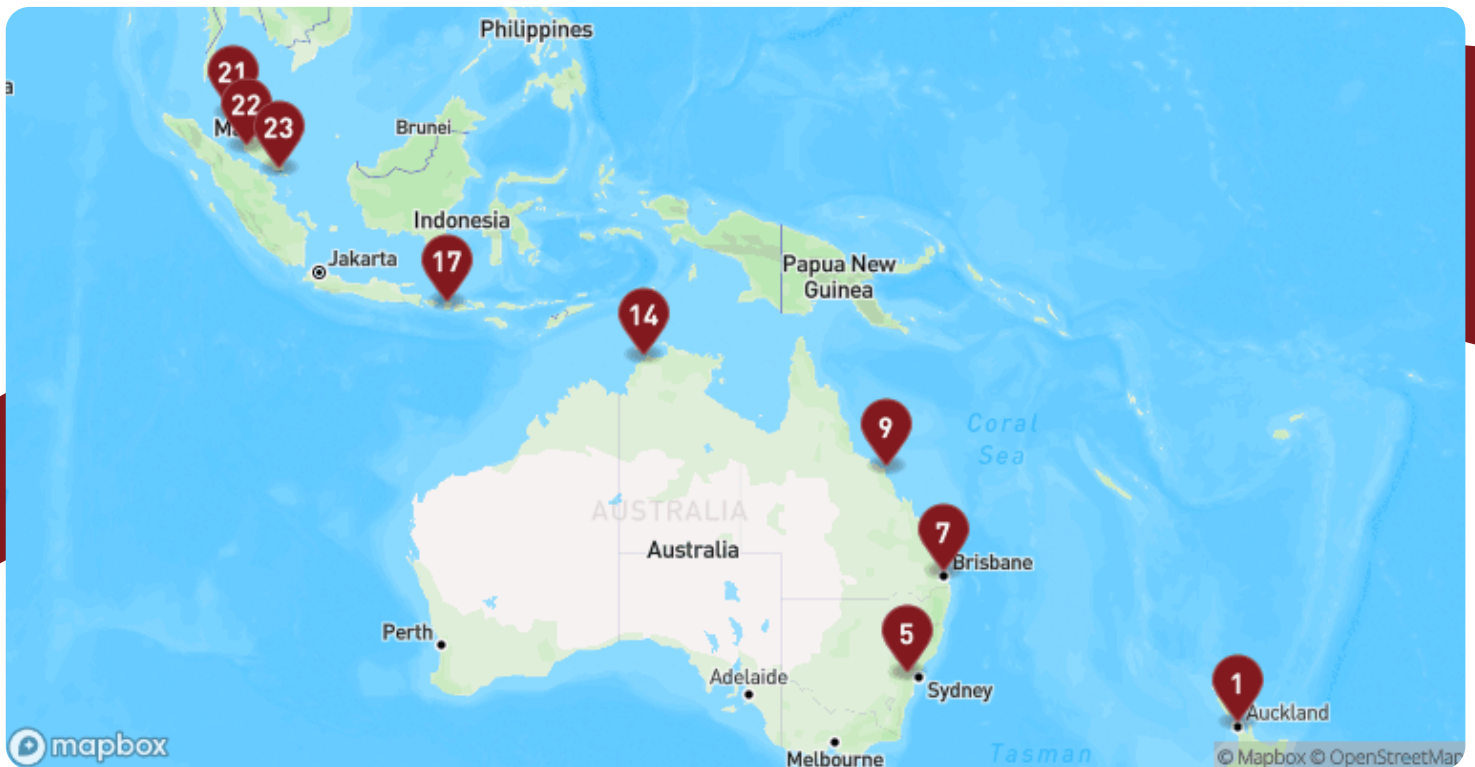 Philippines
a
21
22
23
Brunei
Indonesia
Jakarta
17
Papua New
Guinea
14
9
Coral
Sea
AUSTRALIA
Australia
7
Brisbane
Perth
5
Adelaide
Sydney
1
Auckland
Melbourne
Tasman
mapbox
© Mapbox © OpenStreetMap